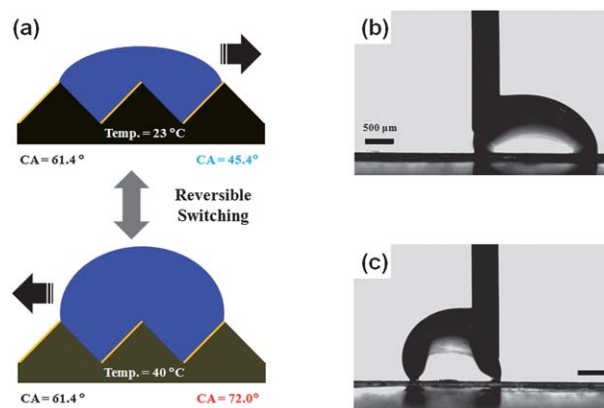 (a)
Temp. = 23 °C
CA = 61.4°
CA = 45.4°
Reversible
Switching
Temp. = 40 °C
CA = 61.4°
CA = 72.0°
(b)
500 µm
(c)